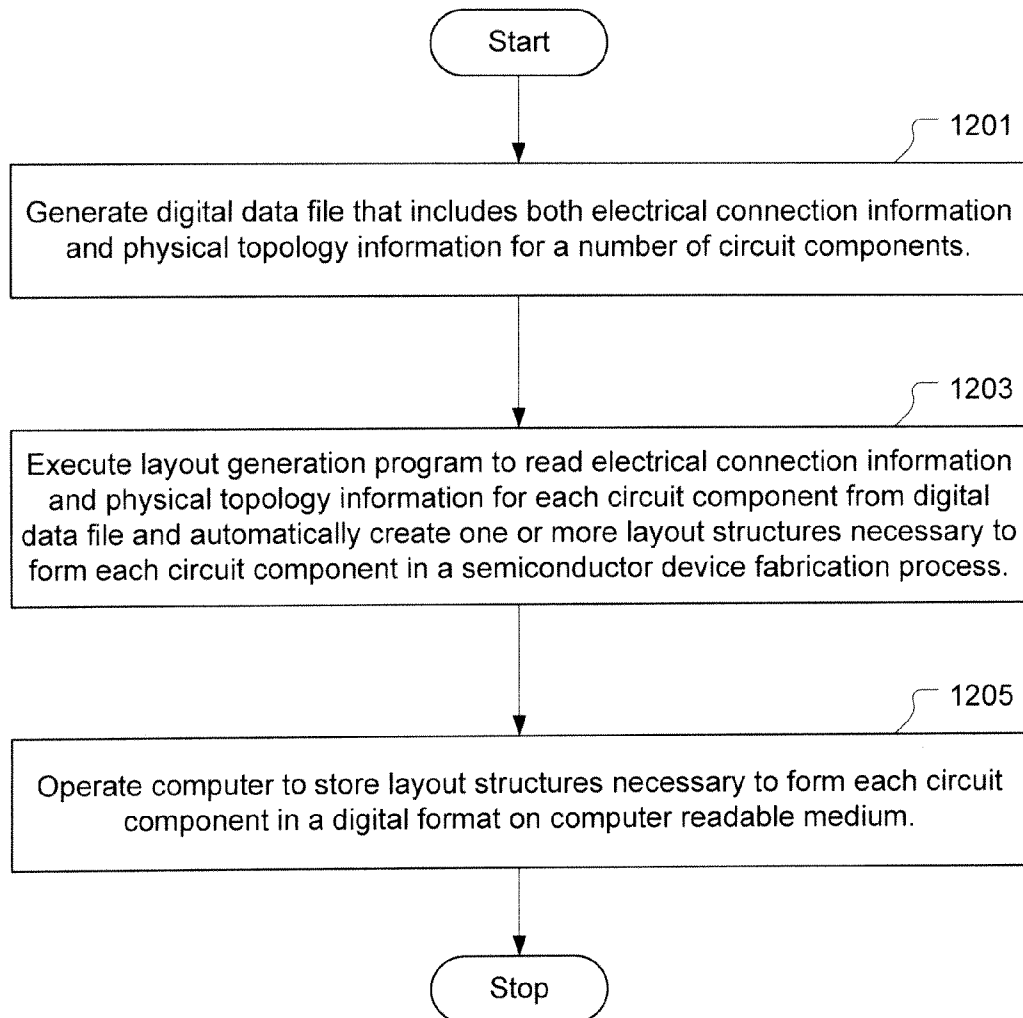 Start
1201
Generate digital data file that includes both electrical connection information
and physical topology information for a number of circuit components.
1203
Execute layout generation program to read electrical connection information
and physical topology information for each circuit component from digital
data file and automatically create one or more layout structures necessary to
form each circuit component in a semiconductor device fabrication process.
1205
Operate computer to store layout structures necessary to form each circuit
component in a digital format on computer readable medium.
Stop